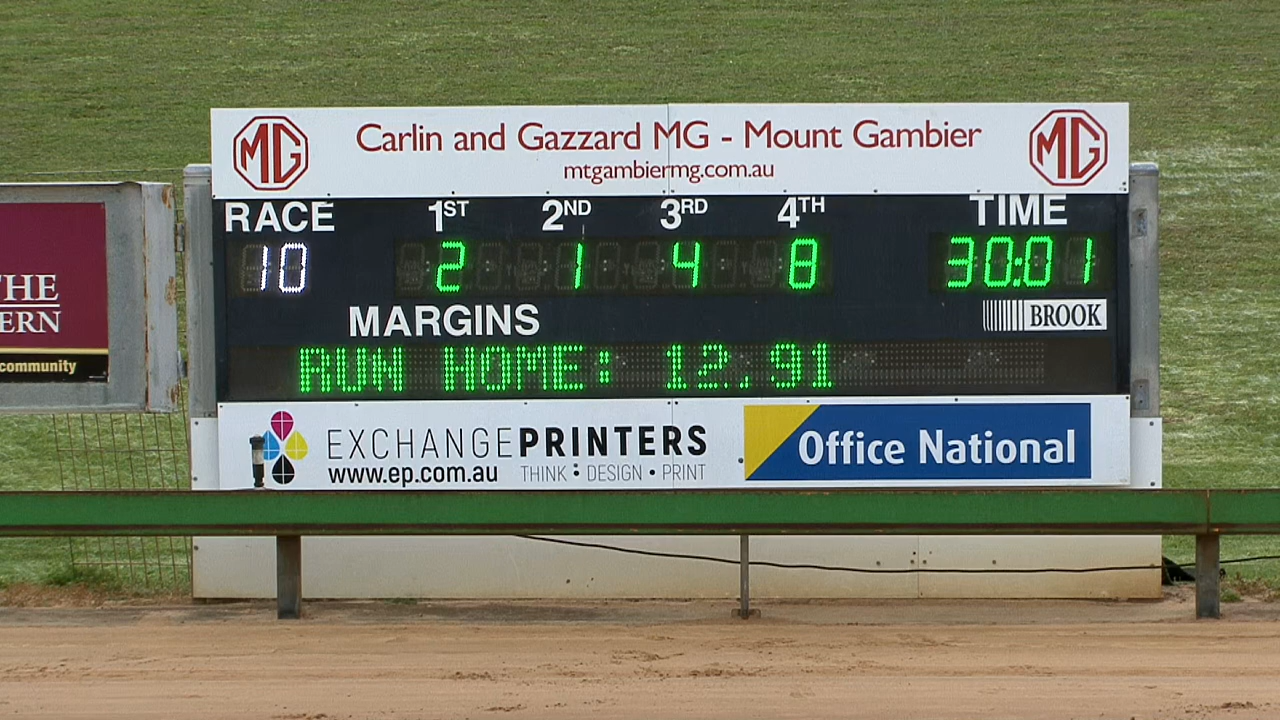 MG Carlin and Gazzard MG - Mount Gambier MG
mtgambiermg.com.au
RACE 1ST 2ND 3RD 4TH TIME
10 2 1 4 8 30:01
MARGINS BROOK
RUN HOME: 12.91
THE
ERN
community
EXCHANGEPRINTERS
www.ep.com.au THINK : DESIGN • PRINT
Office National